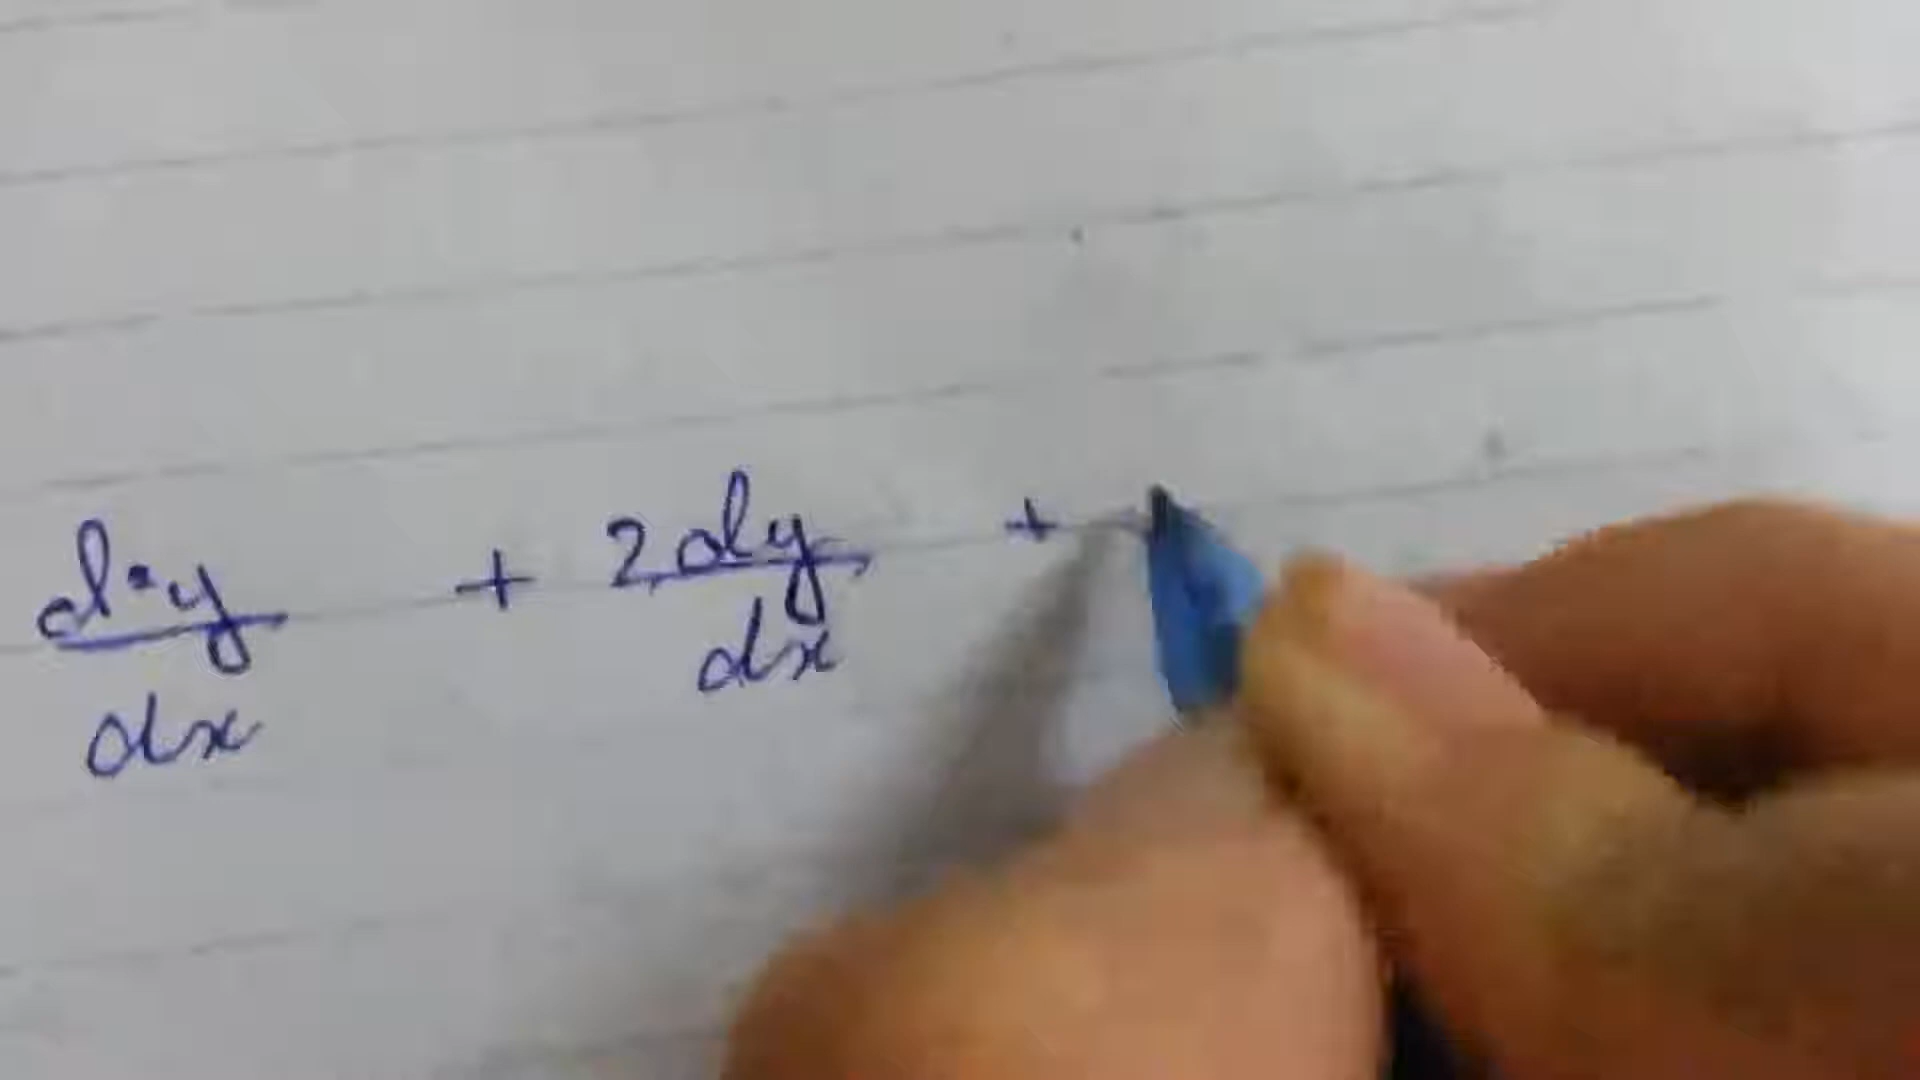 d²y/dx + 2dy/dx +